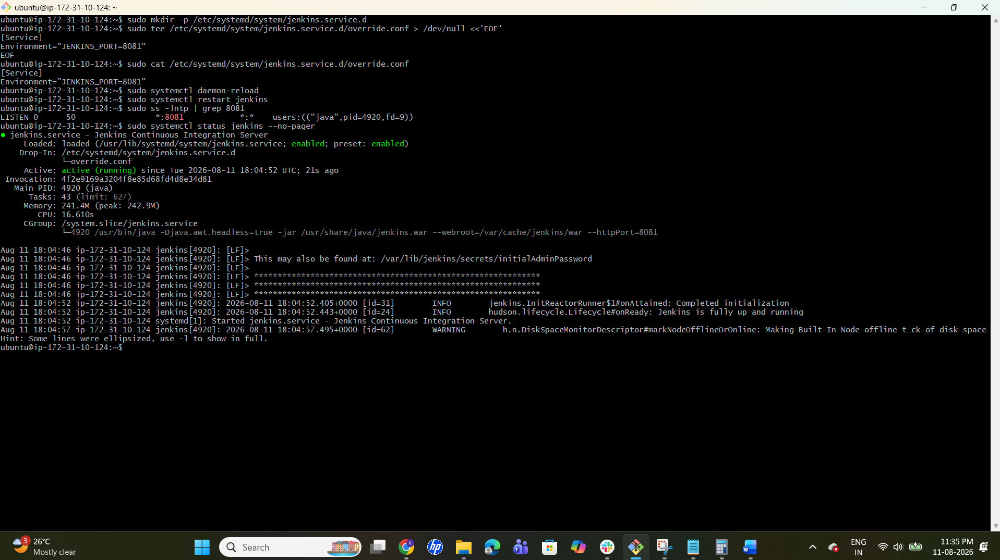 ubuntu@ip-172-31-10-124: ~
ubuntu@ip-172-31-10-124:~$ sudo mkdir -p /etc/systemd/system/jenkins.service.d
ubuntu@ip-172-31-10-124:~$ sudo tee /etc/systemd/system/jenkins.service.d/override.conf > /dev/null <<'EOF'
[Service]
Environment="JENKINS_PORT=8081"
EOF
ubuntu@ip-172-31-10-124:~$ sudo cat /etc/systemd/system/jenkins.service.d/override.conf
[Service]
Environment="JENKINS_PORT=8081"
ubuntu@ip-172-31-10-124:~$ sudo systemctl daemon-reload
ubuntu@ip-172-31-10-124:~$ sudo systemctl restart jenkins
ubuntu@ip-172-31-10-124:~$ sudo ss -lntp | grep 8081
LISTEN 0      50                 *:8081            *:*    users:(("java",pid=4920,fd=9))
ubuntu@ip-172-31-10-124:~$ sudo systemctl status jenkins --no-pager
● jenkins.service - Jenkins Continuous Integration Server
     Loaded: loaded (/usr/lib/systemd/system/jenkins.service; enabled; preset: enabled)
    Drop-In: /etc/systemd/system/jenkins.service.d
             └─override.conf
     Active: active (running) since Tue 2026-08-11 18:04:52 UTC; 21s ago
 Invocation: 4f2e9169a3204f8e85d68fd4d8e34d81
   Main PID: 4920 (java)
      Tasks: 43 (limit: 627)
     Memory: 241.4M (peak: 242.9M)
        CPU: 16.610s
     CGroup: /system.slice/jenkins.service
             └─4920 /usr/bin/java -Djava.awt.headless=true -jar /usr/share/java/jenkins.war --webroot=/var/cache/jenkins/war --httpPort=8081
Aug 11 18:04:46 ip-172-31-10-124 jenkins[4920]: [LF]>
Aug 11 18:04:46 ip-172-31-10-124 jenkins[4920]: [LF]> This may also be found at: /var/lib/jenkins/secrets/initialAdminPassword
Aug 11 18:04:46 ip-172-31-10-124 jenkins[4920]: [LF]>
Aug 11 18:04:46 ip-172-31-10-124 jenkins[4920]: [LF]> *************************************************************
Aug 11 18:04:46 ip-172-31-10-124 jenkins[4920]: [LF]> *************************************************************
Aug 11 18:04:46 ip-172-31-10-124 jenkins[4920]: [LF]> *************************************************************
Aug 11 18:04:52 ip-172-31-10-124 jenkins[4920]: 2026-08-11 18:04:52.405+0000 [id=31]        INFO        jenkins.InitReactorRunner$1#onAttained: Completed initialization
Aug 11 18:04:52 ip-172-31-10-124 jenkins[4920]: 2026-08-11 18:04:52.443+0000 [id=24]        INFO        hudson.lifecycle.Lifecycle#onReady: Jenkins is fully up and running
Aug 11 18:04:52 ip-172-31-10-124 systemd[1]: Started jenkins.service - Jenkins Continuous Integration Server.
Aug 11 18:04:57 ip-172-31-10-124 jenkins[4920]: 2026-08-11 18:04:57.495+0000 [id=62]        WARNING        h.n.DiskSpaceMonitorDescriptor#markNodeOfflineOrOnline: Making Built-In Node offline t…ck of disk space
Hint: Some lines were ellipsized, use -l to show in full.
ubuntu@ip-172-31-10-124:~$
3
26°C
Mostly clear
Search
K
hp
T
W
ENG
IN
11:35 PM
11-08-2026